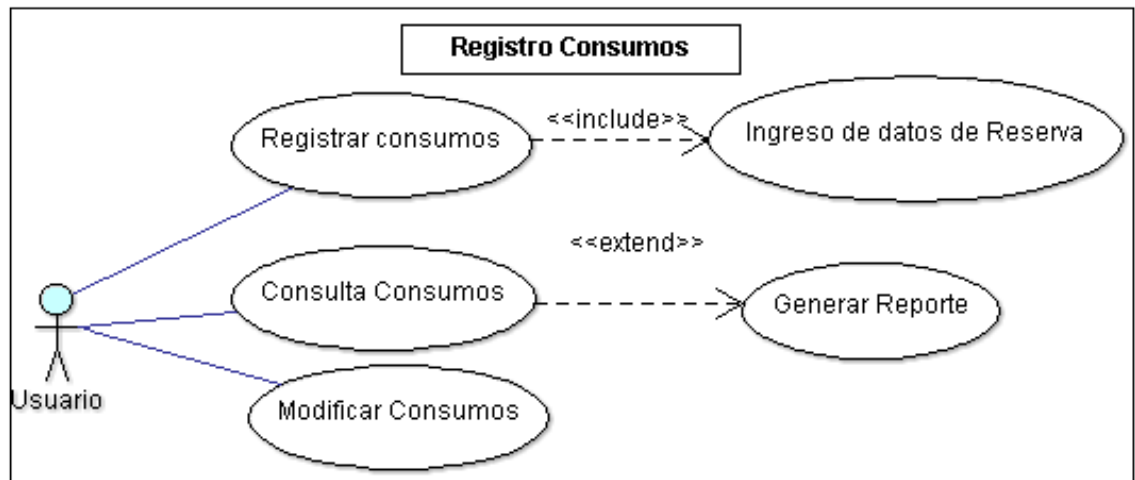 Registro Consumos
Registrar consumos
<<include>>
Ingreso de datos de Reserva
<<extend>>
Consulta Consumos
Generar Reporte
Usuario
Modificar Consumos